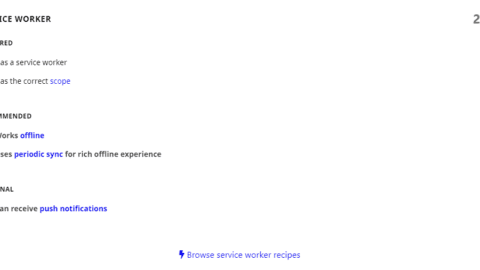 ICE WORKER
2
RED
as a service worker
as the correct scope
MMENDED
Works offline
ses periodic sync for rich offline experience
NAL
an receive push notifications
Browse service worker recipes